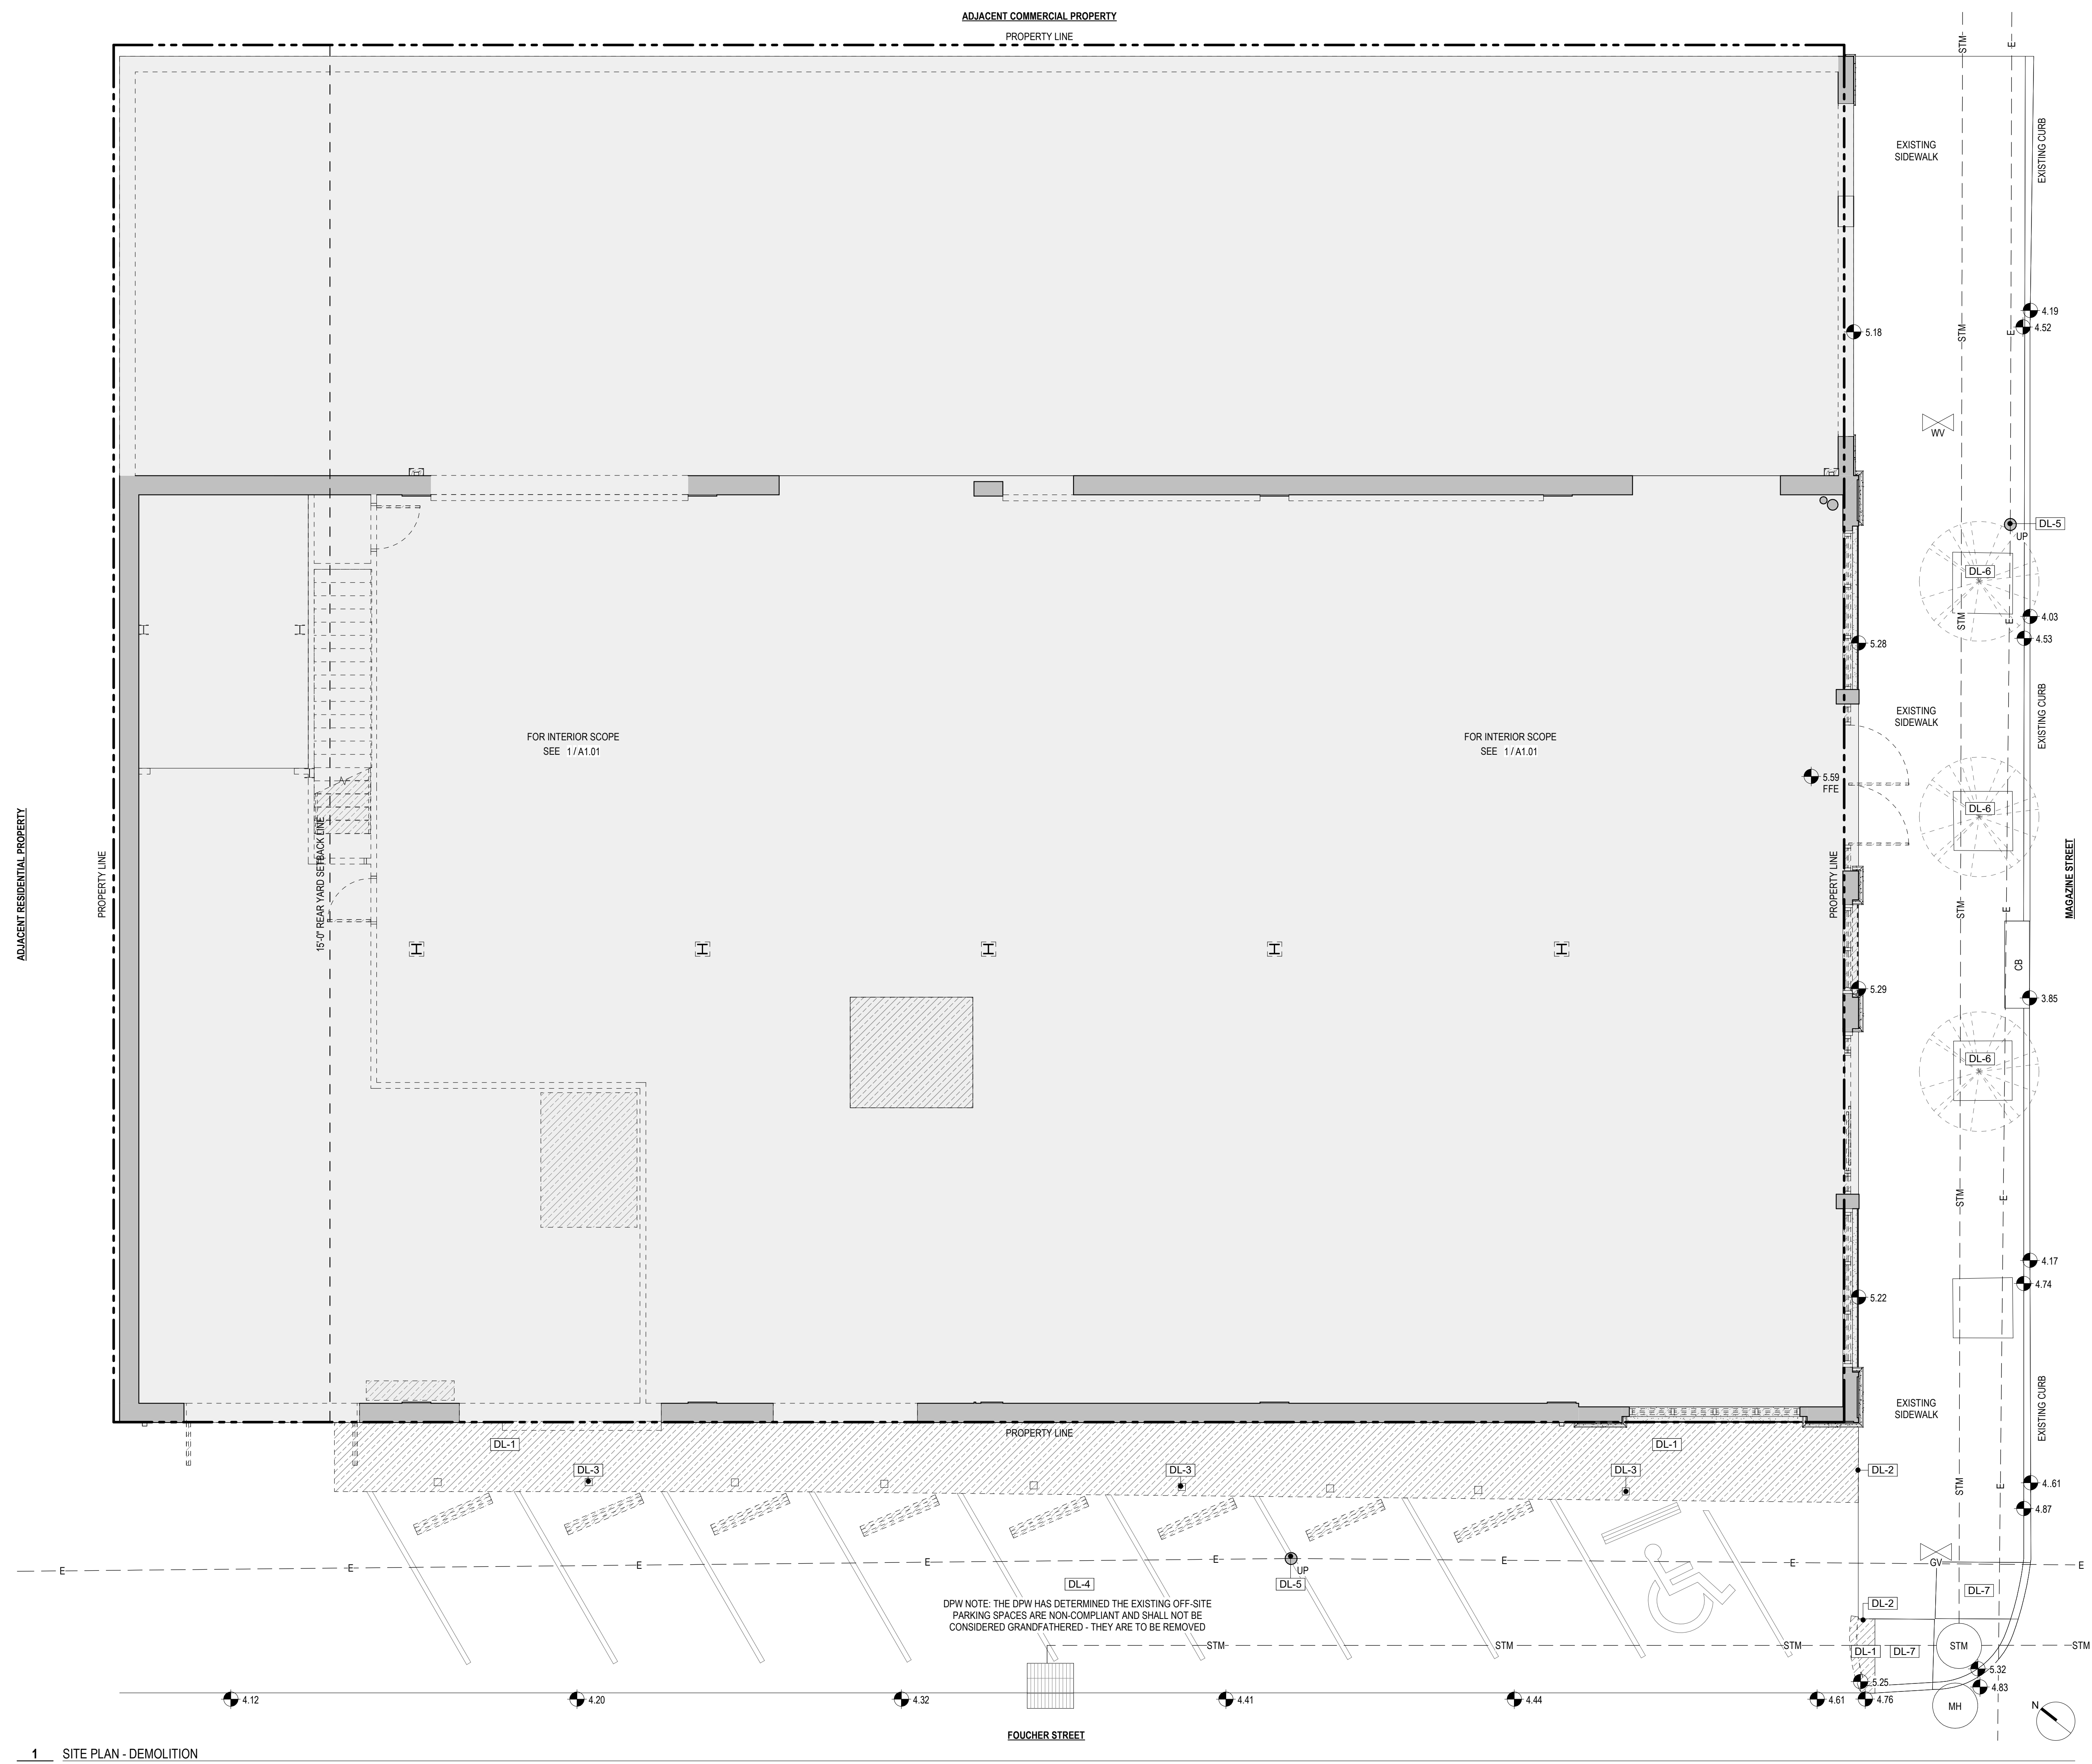 ADJACENT COMMERCIAL PROPERTY
PROPERTY LINE
STM
E
EXISTING
SIDEWALK
EXISTING CURB
4.19
4.52
5.18
STM
E
WV
DL-5
UP
DL-6
STM
E
4.03
4.53
5.28
EXISTING
SIDEWALK
EXISTING CURB
FOR INTERIOR SCOPE
SEE 1 / A1.01
FOR INTERIOR SCOPE
SEE 1 / A1.01
5.59
FFE
DL-6
ADJACENT RESIDENTIAL PROPERTY
PROPERTY LINE
15'-0" REAR YARD SETBACK LINE
PROPERTY LINE
STM
E
MAGAZINE STREET
CB
5.29
3.85
DL-6
STM
E
4.17
4.74
5.22
EXISTING
SIDEWALK
EXISTING CURB
PROPERTY LINE
DL-1
DL-1
DL-3
DL-3
DL-3
DL-2
STM
E
4..61
4.87
E
E
E
E
E
E
E
GV
E
UP
DL-4
DL-5
DL-7
DPW NOTE: THE DPW HAS DETERMINED THE EXISTING OFF-SITE
PARKING SPACES ARE NON-COMPLIANT AND SHALL NOT BE
CONSIDERED GRANDFATHERED - THEY ARE TO BE REMOVED
DL-2
STM
STM
STM
STM
STM
DL-1
DL-7
5.32
5.25
4.83
4.12
4.20
4.32
4.41
4.44
4.61
4.76
MH
N
FOUCHER STREET
1 SITE PLAN - DEMOLITION